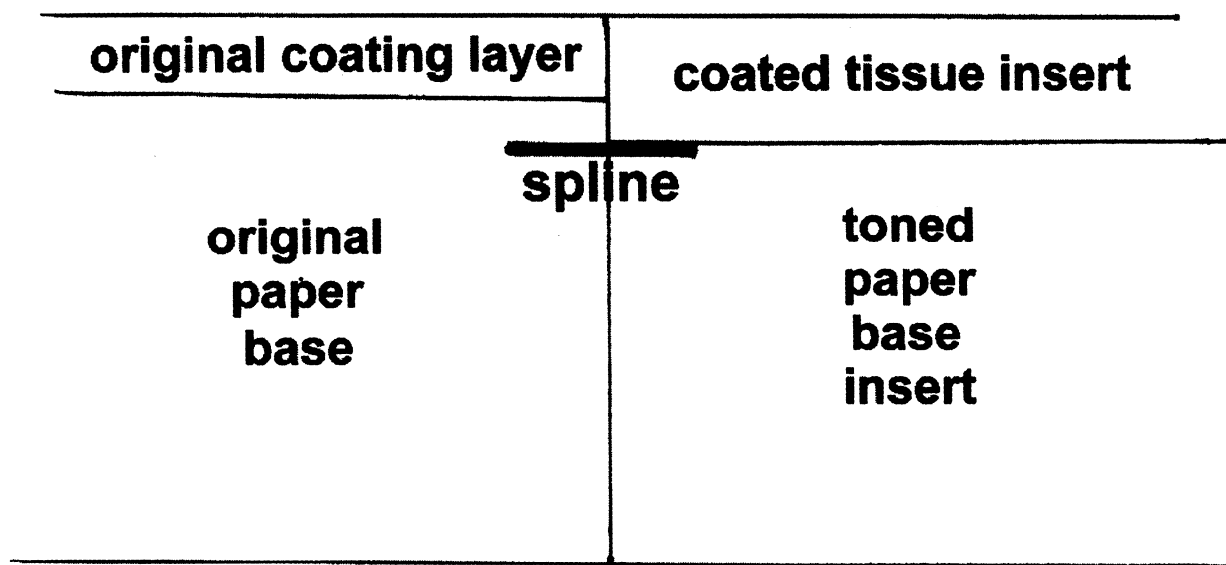 original coating layer
coated tissue insert
spline
original
paper
base
toned
paper
base
insert